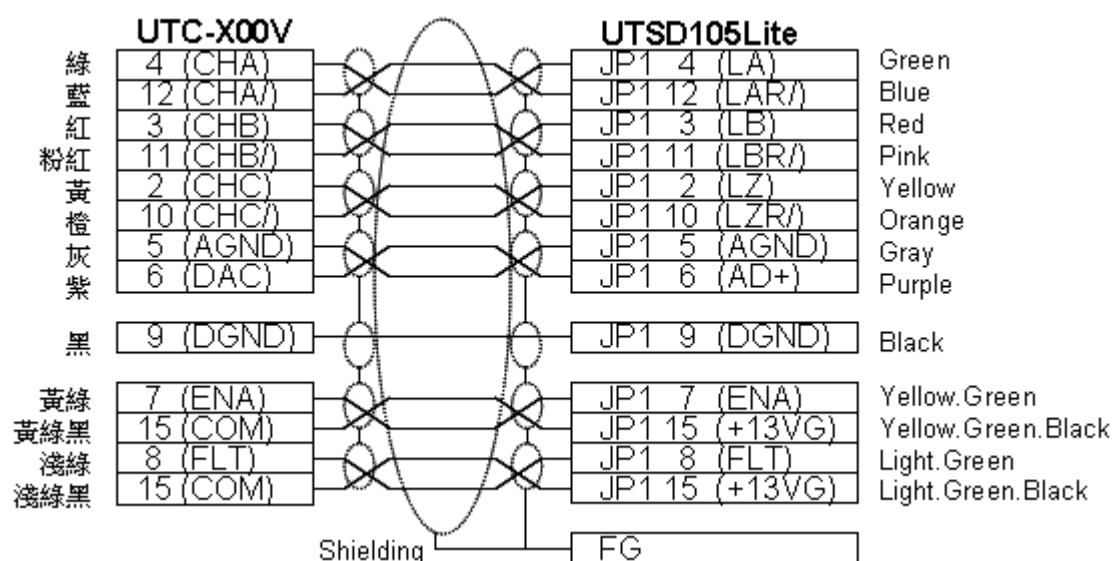 UTC-X00V UTSD105Lite
綠 4 (CHA) JP1 4 (LA) Green
藍 12 (CHA/) JP1 12 (LAR/) Blue
紅 3 (CHB) JP1 3 (LB) Red
粉紅 11 (CHB/) JP1 11 (LBR/) Pink
黃 2 (CHC) JP1 2 (LZ) Yellow
橙 10 (CHC/) JP1 10 (LZR/) Orange
灰 5 (AGND) JP1 5 (AGND) Gray
紫 6 (DAC) JP1 6 (AD+) Purple
黑 9 (DGND) JP1 9 (DGND) Black
黃綠 7 (ENA) JP1 7 (ENA) Yellow.Green
黃綠黑 15 (COM) JP1 15 (+13VG) Yellow.Green.Black
淺綠 8 (FLT) JP1 8 (FLT) Light.Green
淺綠黑 15 (COM) JP1 15 (+13VG) Light.Green.Black
Shielding FG